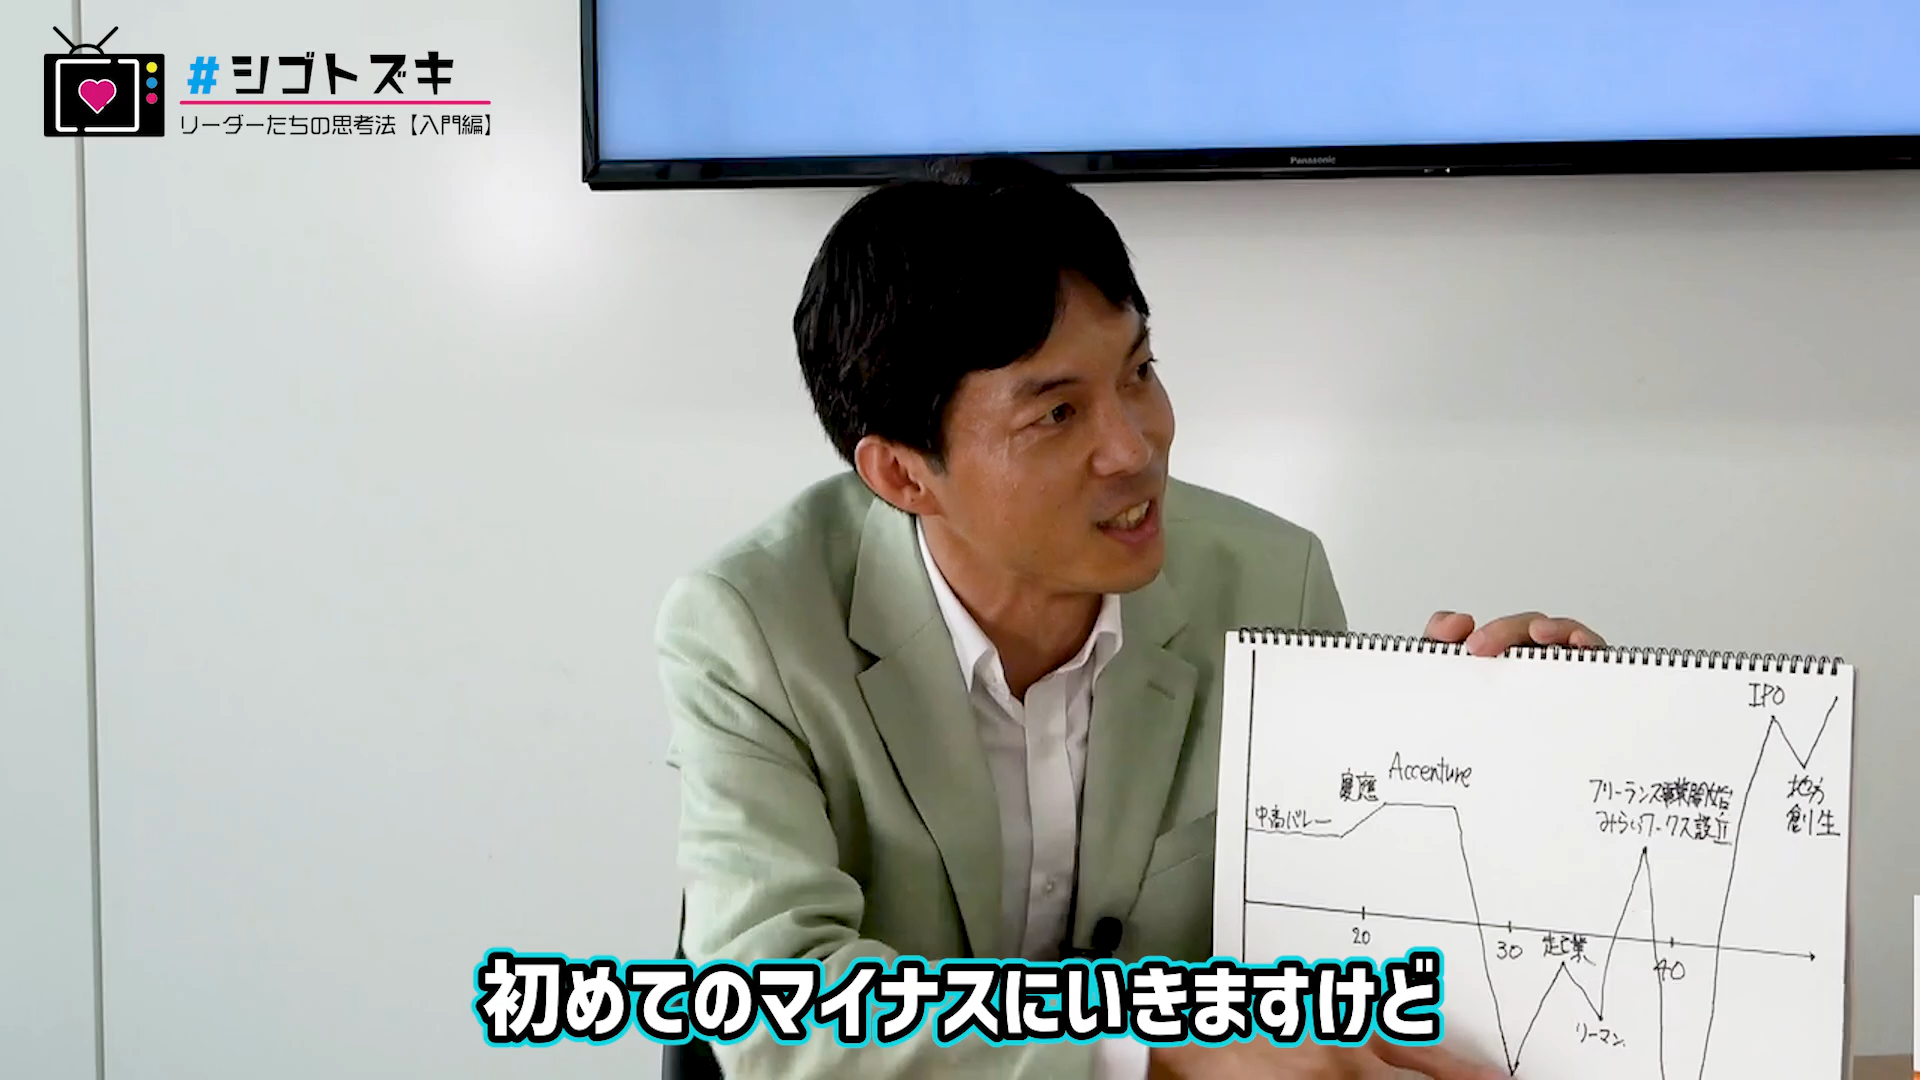 #シゴトズキ
リーダーたちの思考法【入門編】
Panasonic
IPO
慶應
Accenture
中高バレー
フリーランス事業開始
みらいワークス設立
地方
創生
20
30
起業
40
リーマン
初めてのマイナスにいきますけど